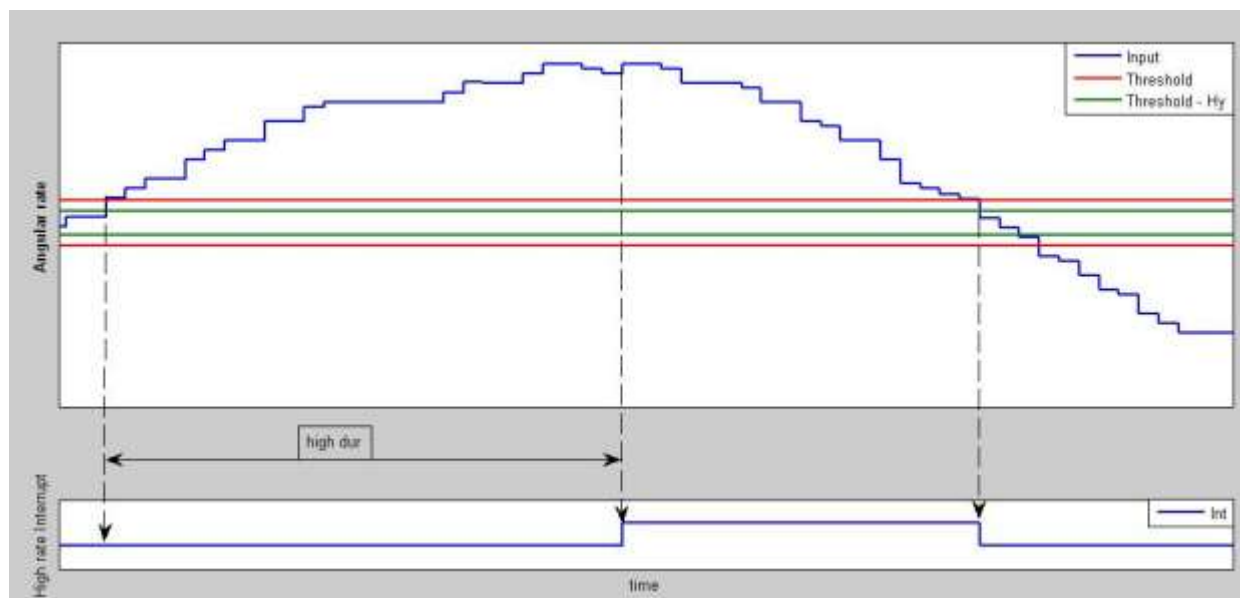 Input
Threshold
Threshold - Hy
Angular rate
high dur
High rate Interrupt
Int
time